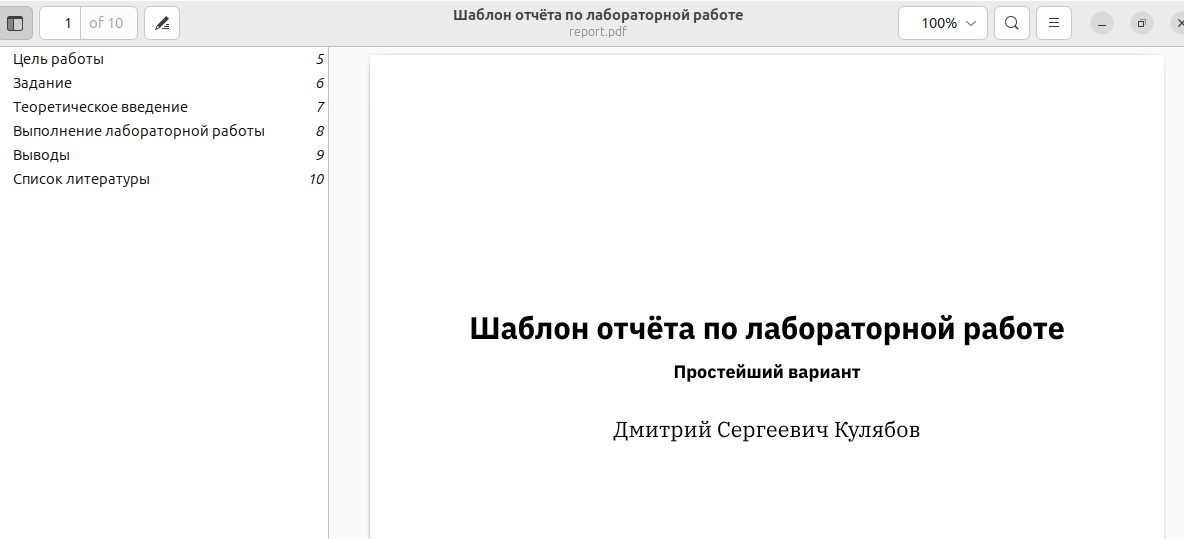 1 of 10
Шаблон отчёта по лабораторной работе
report.pdf
100%
Цель работы 5
Задание 6
Теоретическое введение 7
Выполнение лабораторной работы 8
Выводы 9
Список литературы 10
Шаблон отчёта по лабораторной работе
Простейший вариант
Дмитрий Сергеевич Кулябов